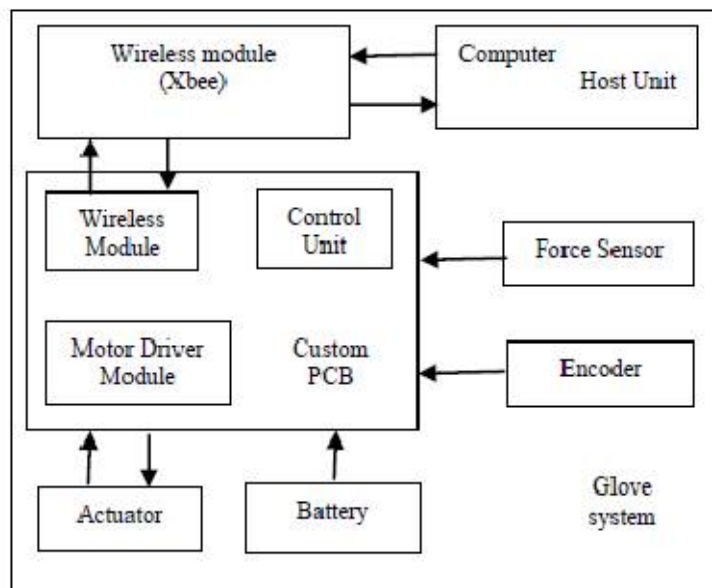 Wireless module
(Xbee)
Computer
Host Unit
Wireless
Module
Control
Unit
Force Sensor
Motor Driver
Module
Custom
PCB
Encoder
Actuator
Battery
Glove
system